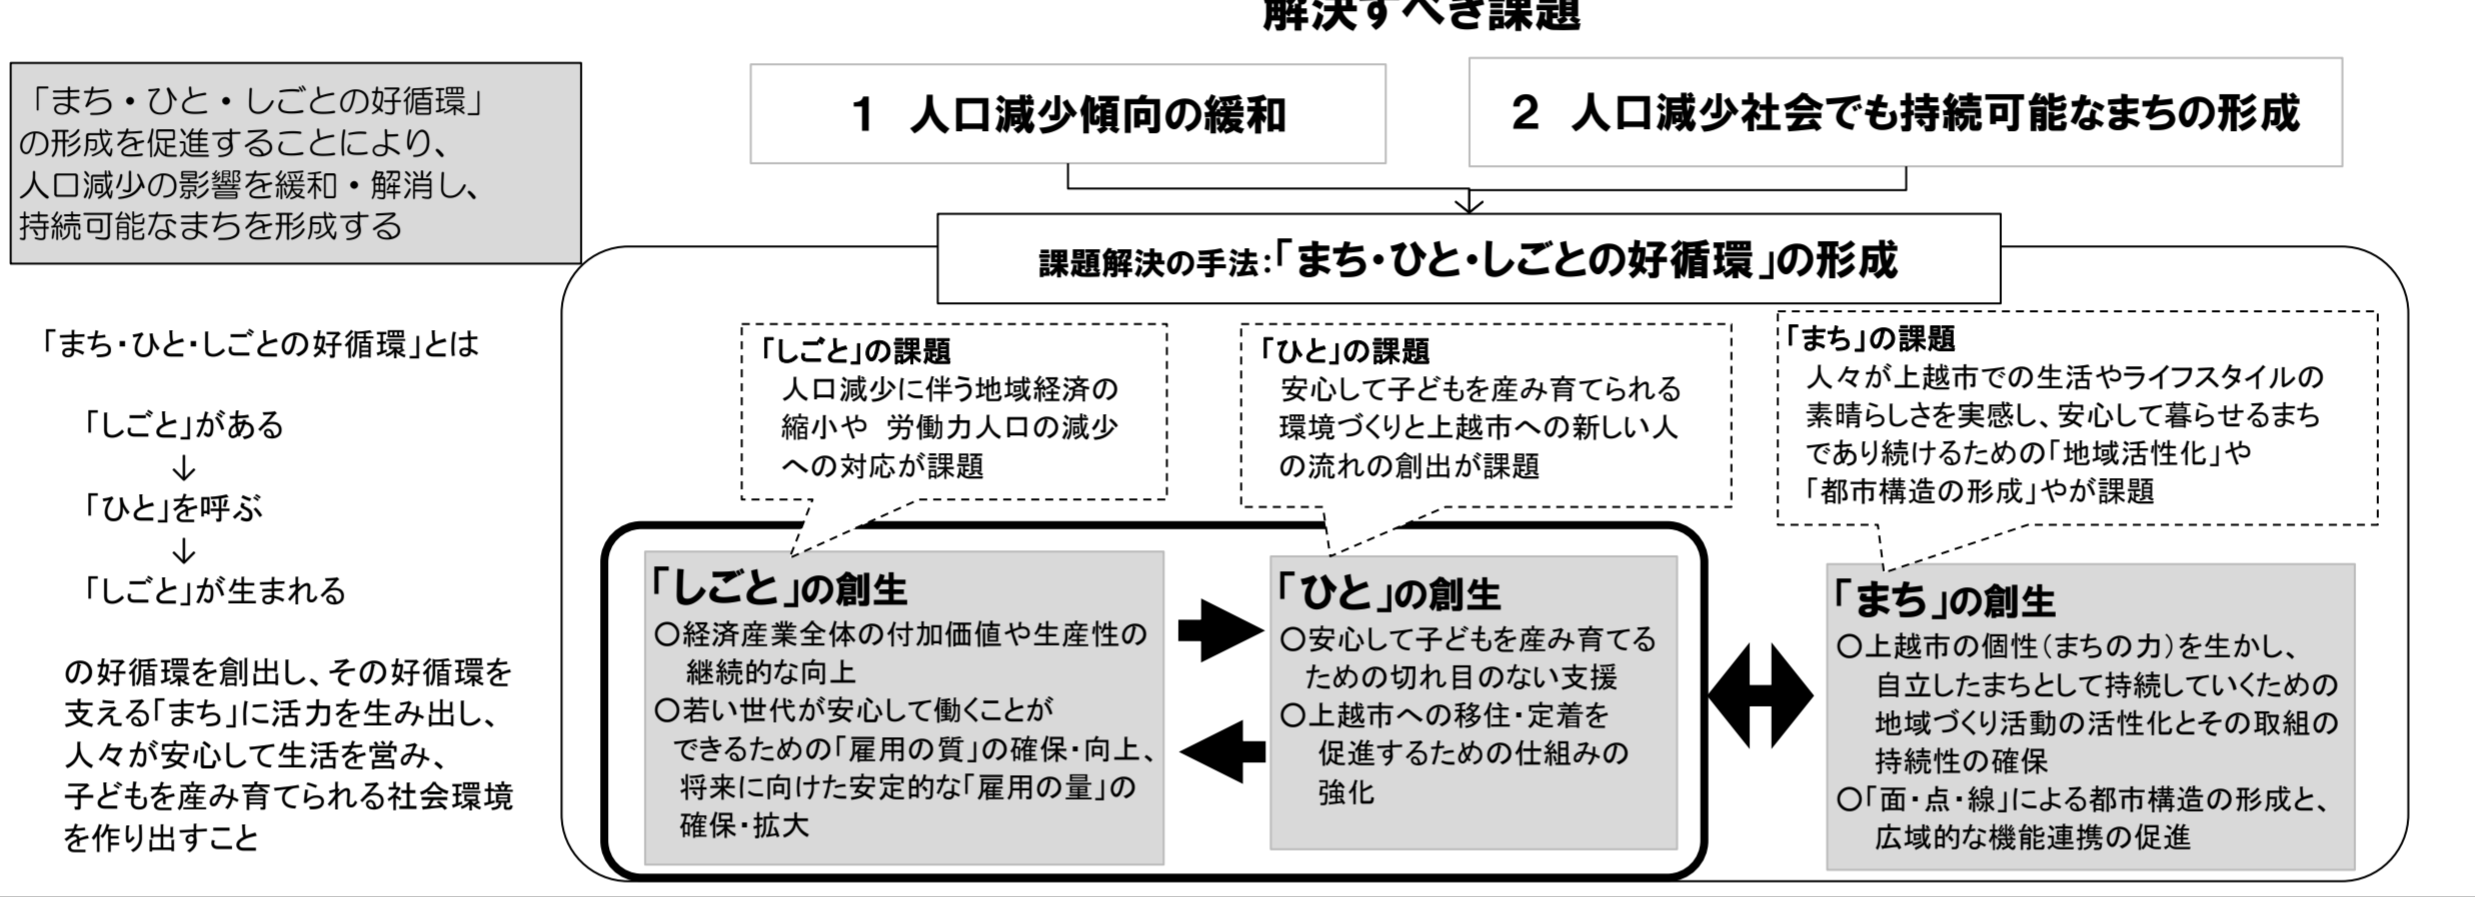 解決すべき課題
「まち・ひと・しごとの好循環」
の形成を促進することにより、
人口減少の影響を緩和・解消し、
持続可能なまちを形成する
1 人口減少傾向の緩和
2 人口減少社会でも持続可能なまちの形成
課題解決の手法:「まち・ひと・しごとの好循環」の形成
「まち・ひと・しごとの好循環」とは
「しごと」がある
↓
「ひと」を呼ぶ
↓
「しごと」が生まれる
の好循環を創出し、その好循環を
支える「まち」に活力を生み出し、
人々が安心して生活を営み、
子どもを産み育てられる社会環境
を作り出すこと
「しごと」の課題
人口減少に伴う地域経済の
縮小や 労働力人口の減少
への対応が課題
「ひと」の課題
安心して子どもを産み育てられる
環境づくりと上越市への新しい人
の流れの創出が課題
「まち」の課題
人々が上越市での生活やライフスタイルの
素晴らしさを実感し、安心して暮らせるまち
であり続けるための「地域活性化」や
「都市構造の形成」やが課題
「しごと」の創生
○経済産業全体の付加価値や生産性の
継続的な向上
○若い世代が安心して働くことが
できるための「雇用の質」の確保・向上、
将来に向けた安定的な「雇用の量」の
確保・拡大
「ひと」の創生
○安心して子どもを産み育てる
ための切れ目のない支援
○上越市への移住・定着を
促進するための仕組みの
強化
「まち」の創生
○上越市の個性(まちの力)を生かし、
自立したまちとして持続していくための
地域づくり活動の活性化とその取組の
持続性の確保
○「面・点・線」による都市構造の形成と、
広域的な機能連携の促進